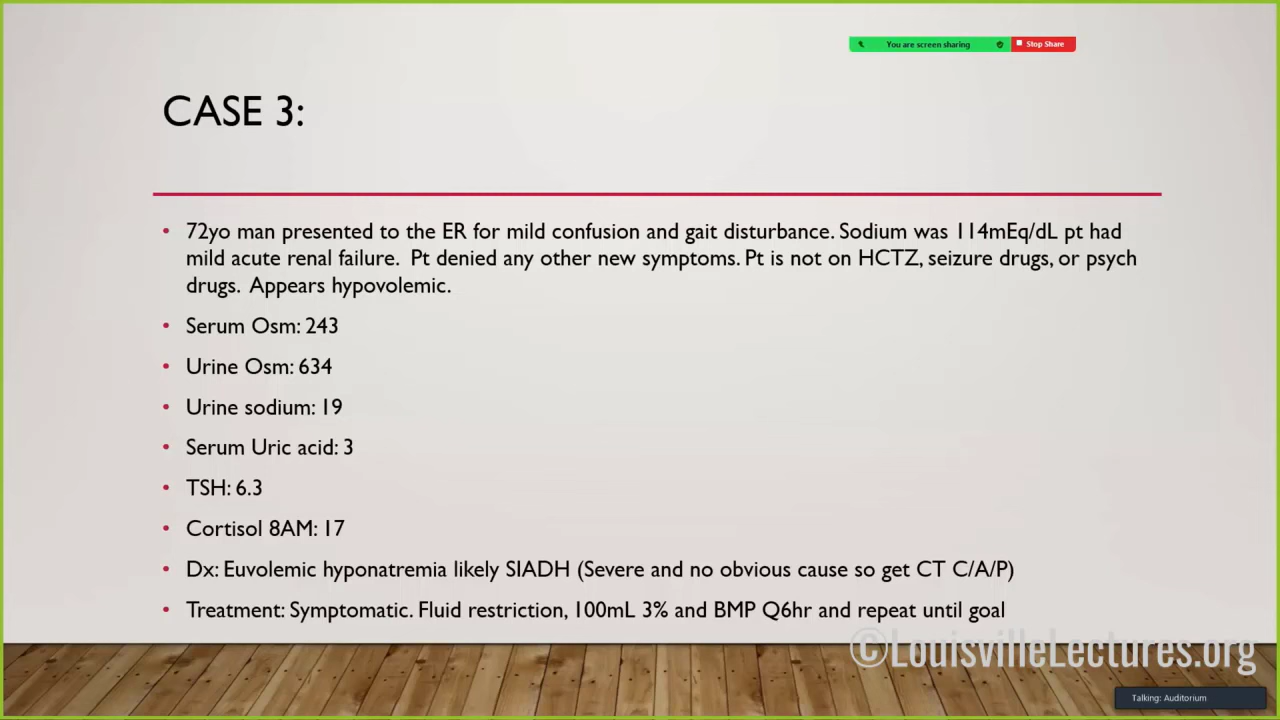 You are screen sharing
Stop Share
CASE 3:
• 72yo man presented to the ER for mild confusion and gait disturbance. Sodium was 114mEq/dL pt had
mild acute renal failure.  Pt denied any other new symptoms. Pt is not on HCTZ, seizure drugs, or psych
drugs.  Appears hypovolemic.
• Serum Osm: 243
• Urine Osm: 634
• Urine sodium: 19
• Serum Uric acid: 3
• TSH: 6.3
• Cortisol 8AM: 17
• Dx: Euvolemic hyponatremia likely SIADH (Severe and no obvious cause so get CT C/A/P)
• Treatment: Symptomatic. Fluid restriction, 100mL 3% and BMP Q6hr and repeat until goal
©LouisvilleLectures.org
Talking: Auditorium